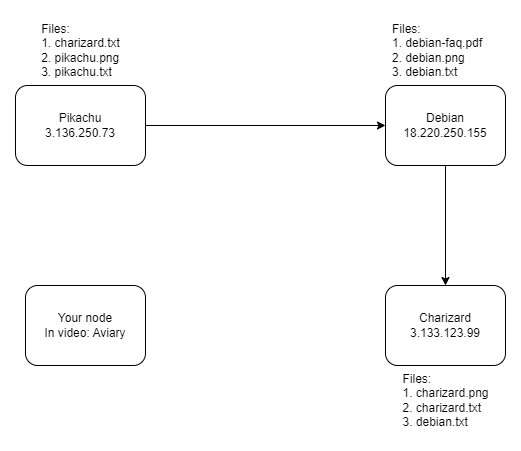 Files:
1. charizard.txt
2. pikachu.png
3. pikachu.txt
Pikachu
3.136.250.73
Files:
1. debian-faq.pdf
2. debian.png
3. debian.txt
Debian
18.220.250.155
Your node
In video: Aviary
Charizard
3.133.123.99
Files:
1. charizard.png
2. charizard.txt
3. debian.txt